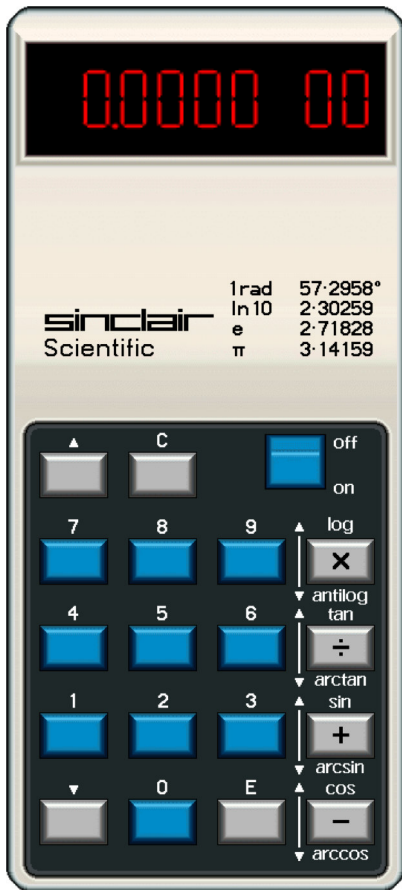 0.0000 00
1rad 57·2958°
ln10 2·30259
sinclair e 2·71828
Scientific π 3·14159
▲ C off
on
7 8 9 ▲ log
×
▼ antilog
4 5 6 ▲ tan
÷
▼ arctan
1 2 3 ▲ sin
+
▼ arcsin
▼ 0 E ▲ cos
−
▼ arccos